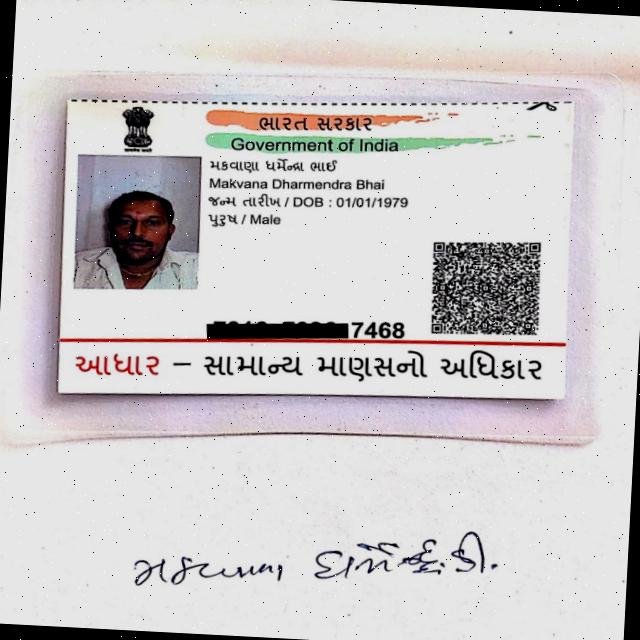 ભારત સરકાર
Government of India
મકવાણા ધર્મેન્દ્ર ભાઈ
Makvana Dharmendra Bhai
જન્મ તારીખ / DOB : 01/01/1979
પુરુષ / Male
7468
આધાર – સામાન્ય માણસનો અધિકાર
મકવાણા ધર્મેન્દ્ર ડી.